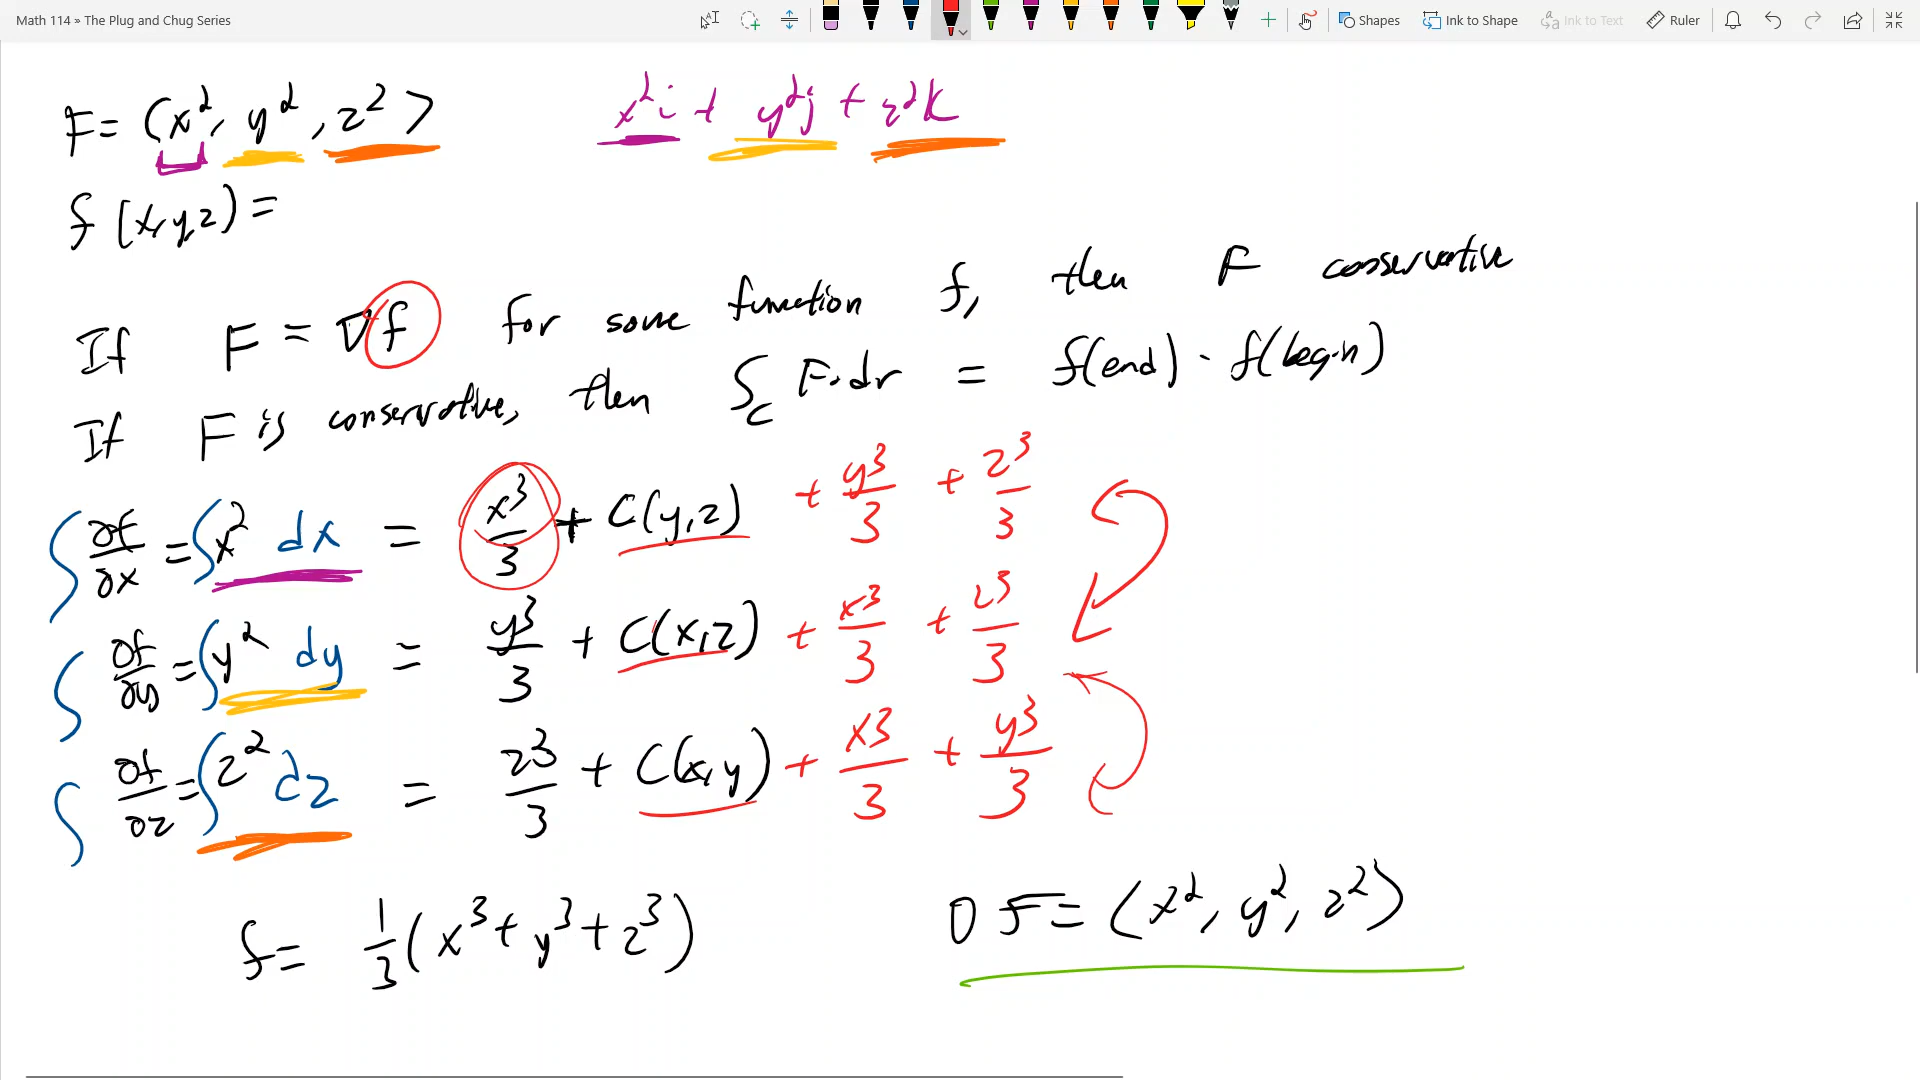 Math 114 » The Plug and Chug Series
Shapes Ink to Shape Ink to Text Ruler
F = ⟨x², y², z²⟩ x²i + y²j + z²k
f(x,y,z) =
If F = ∇f for some function f, then F conservative
If F is conservative, then ∫_C F·dr = f(end) - f(begin)
∫ ∂f/∂x = ∫ x² dx = x³/3 + C(y,z) + y³/3 + z³/3
∫ ∂f/∂y = ∫ y² dy = y³/3 + C(x,z) + x³/3 + z³/3
∫ ∂f/∂z = ∫ z² dz = z³/3 + C(x,y) + x³/3 + y³/3
f = 1/3 (x³ + y³ + z³) ∇F = (x², y², z²)